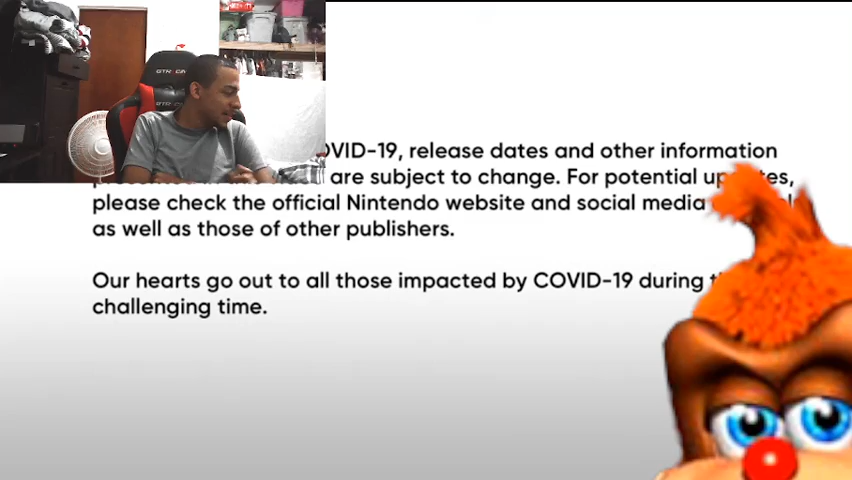 GTRACING
OVID-19, release dates and other information
are subject to change. For potential
please check the official Nintendo website and social media
as well as those of other publishers.
Our hearts go out to all those impacted by COVID-19 during
challenging time.